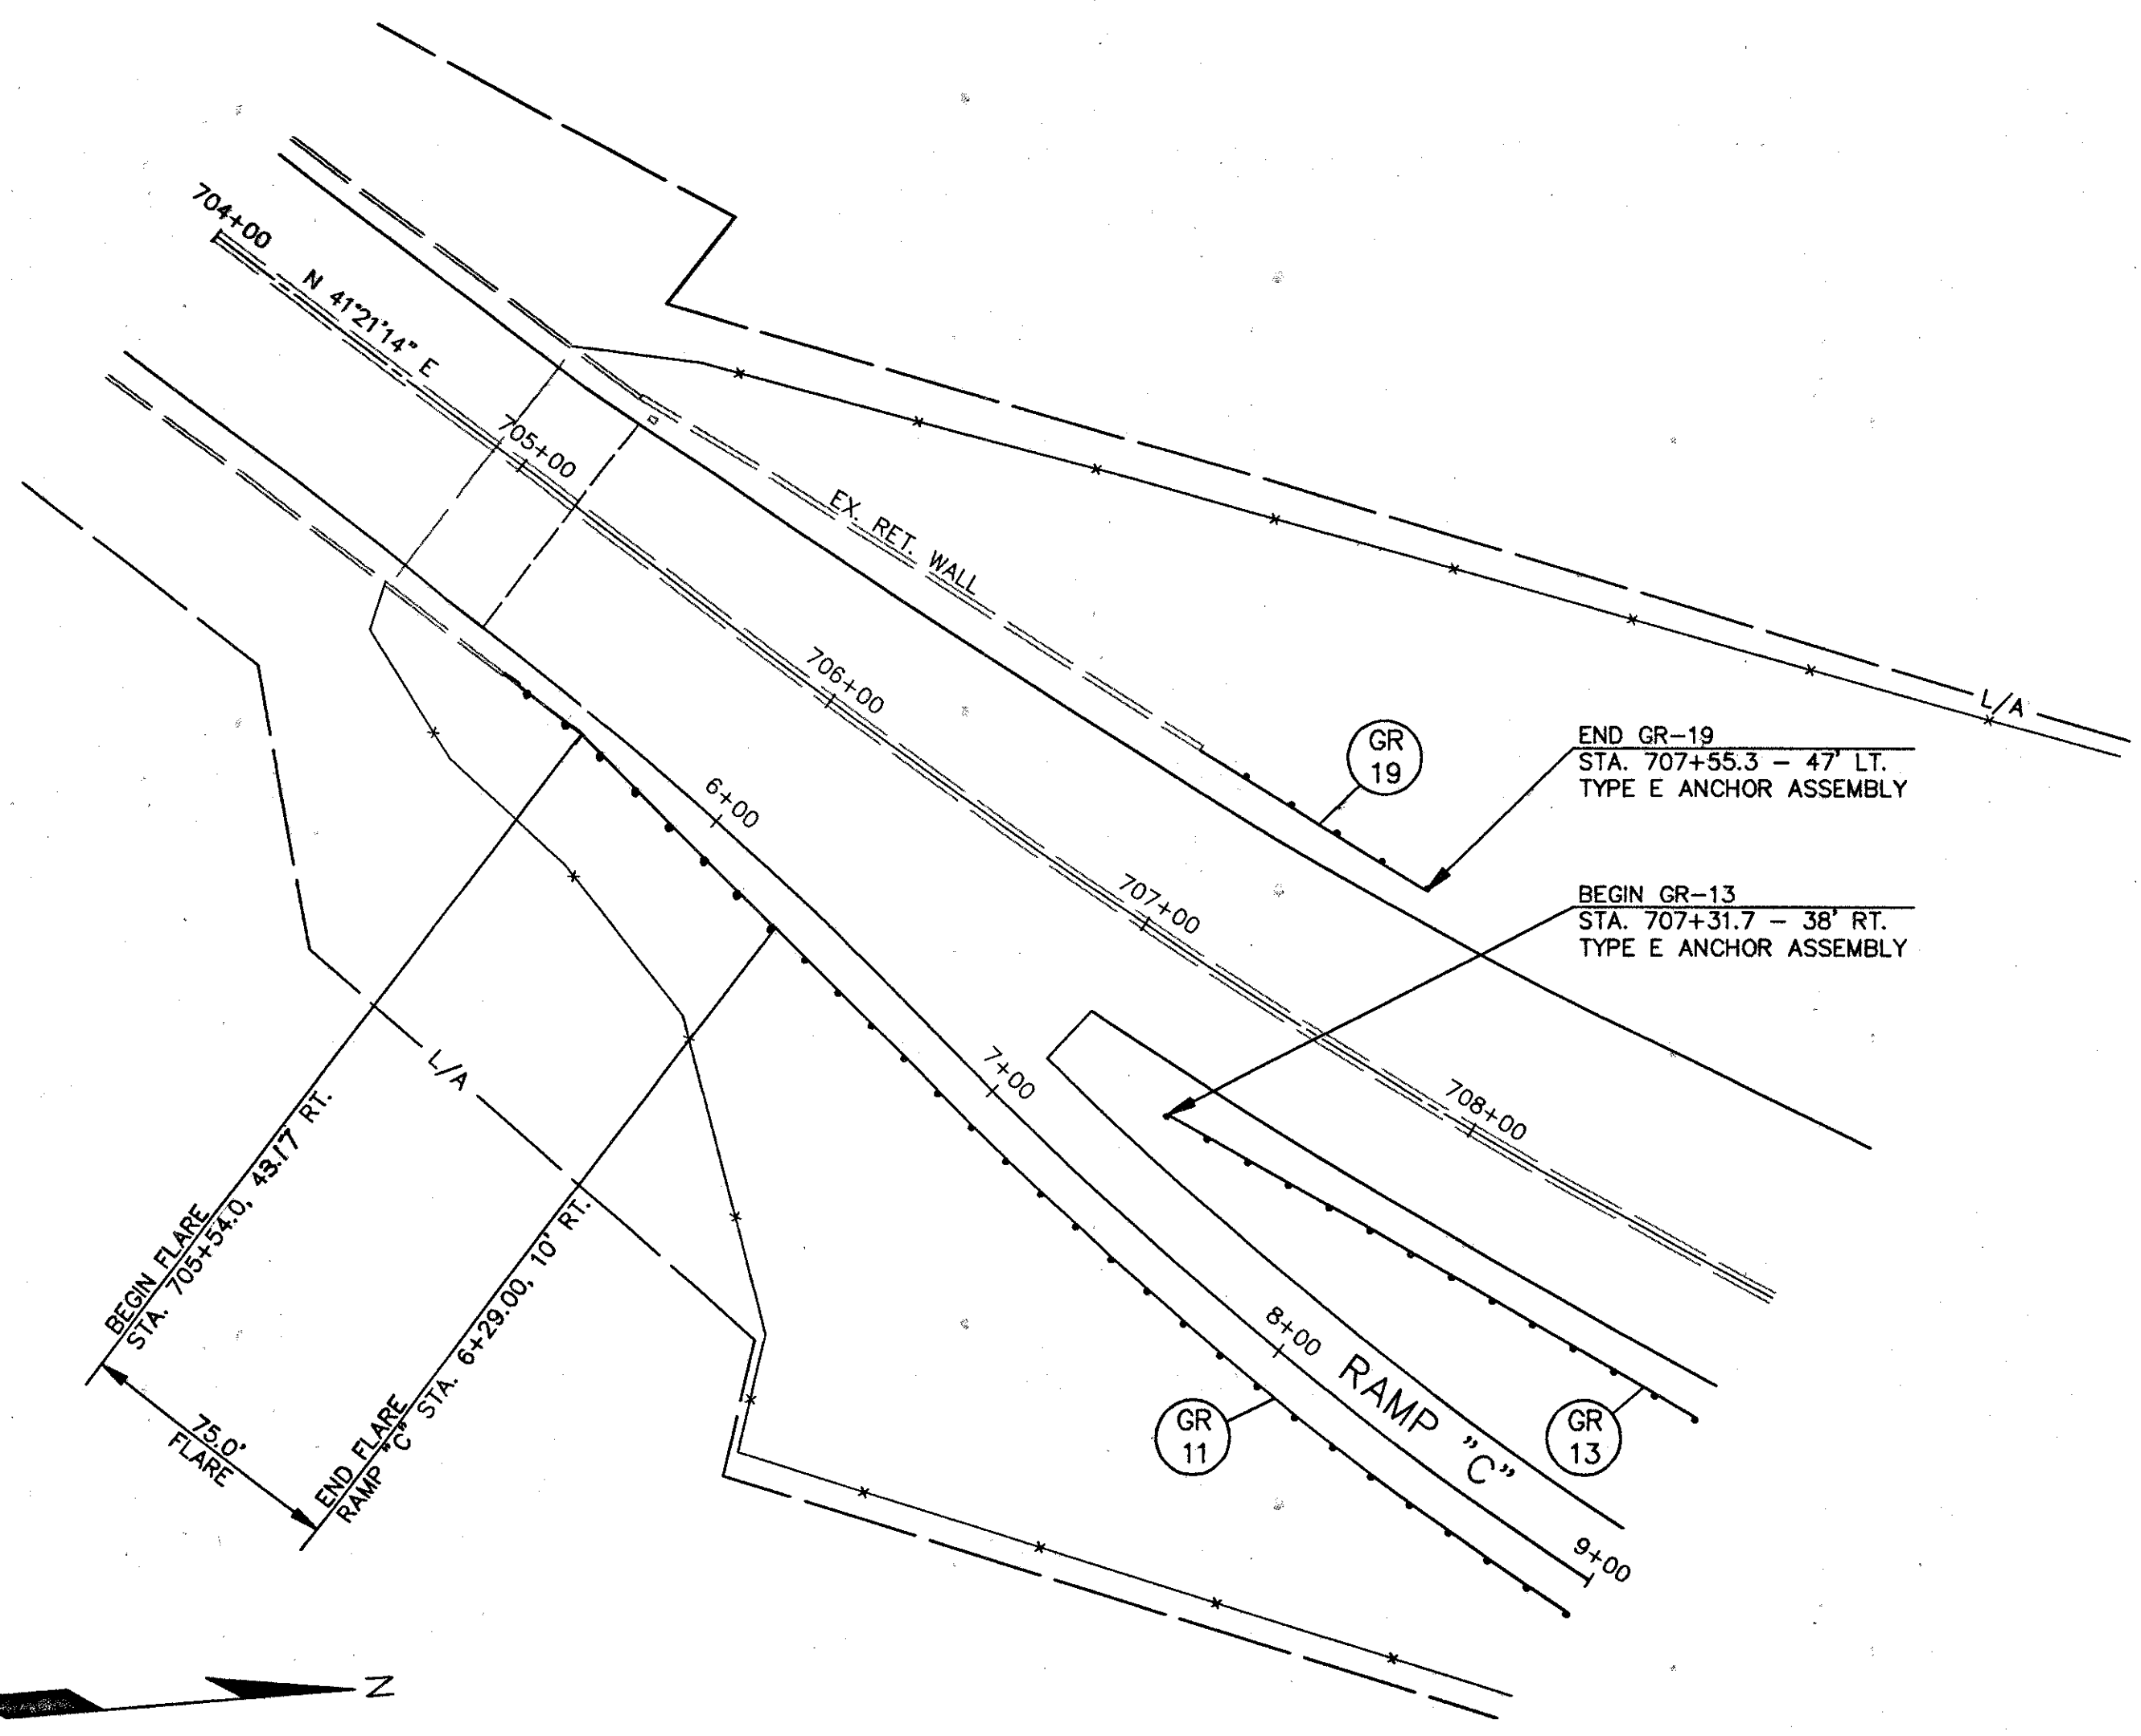 704+00
N 41°21'14" E
705+00
EX. RET. WALL
706+00
L/A
GR
19
END GR-19
STA. 707+55.3 - 47' LT.
TYPE E ANCHOR ASSEMBLY
6+00
707+00
BEGIN GR-13
STA. 707+31.7 - 38' RT.
TYPE E ANCHOR ASSEMBLY
L/A
7+00
708+00
BEGIN FLARE
STA. 705+54.0, 43.17' RT.
END FLARE
RAMP "C" STA. 6+29.00, 10' RT.
75.0'
FLARE
8+00
RAMP "C"
GR
11
GR
13
9+00
N